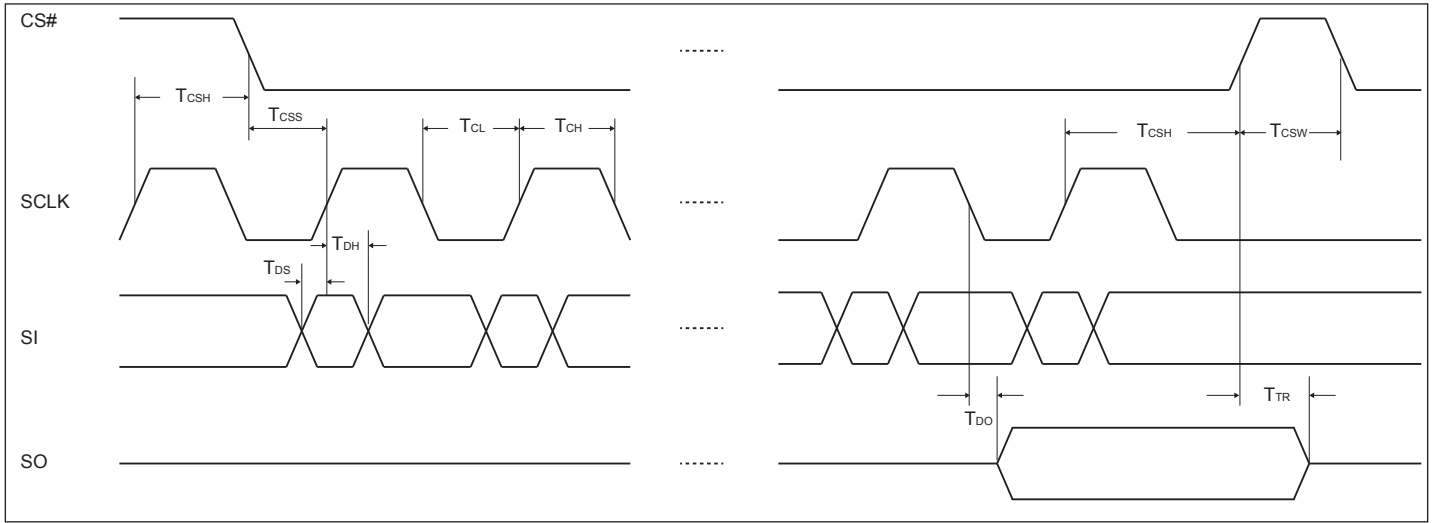 CS#
TCSH
TCSS
TCL
TCH
TCSH
TCSW
SCLK
TDH
TDS
SI
TTR
TDO
SO